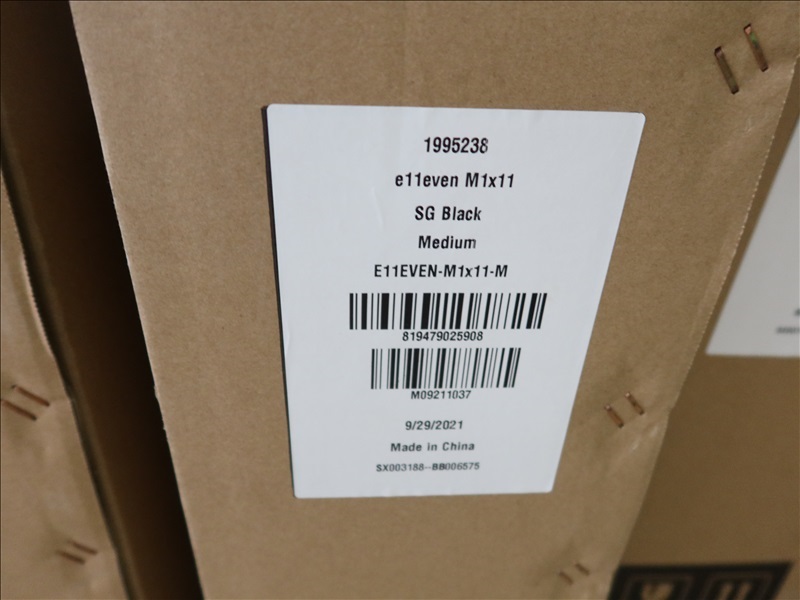 1995238
e11even M1x11
SG Black
Medium
E11EVEN-M1x11-M
819479025908
M09211037
9/29/2021
Made in China
SX003188--BB006575